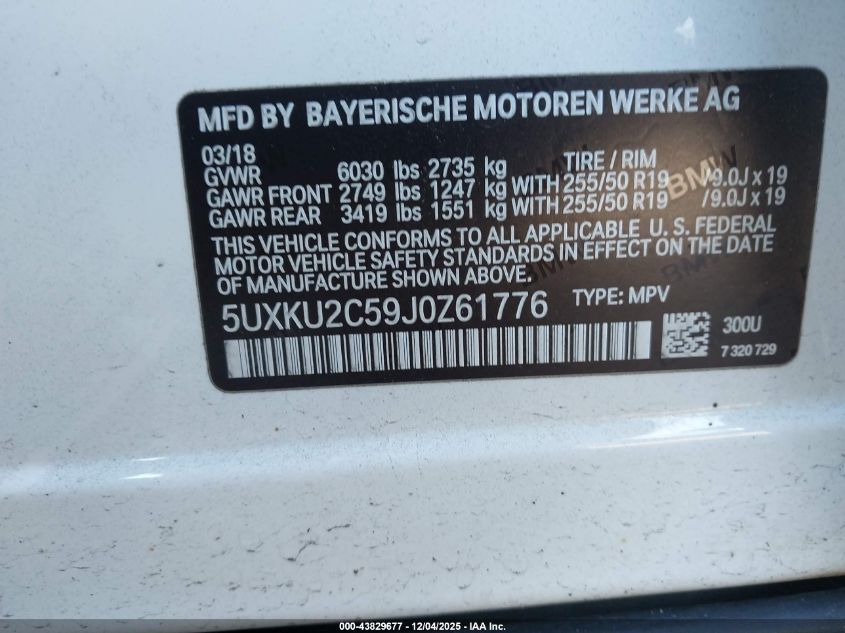 MFD BY BAYERISCHE MOTOREN WERKE AG
03/18
GVWR 6030 lbs 2735 kg TIRE / RIM
GAWR FRONT 2749 lbs 1247 kg WITH 255/50 R19 /9.0J x 19
GAWR REAR 3419 lbs 1551 kg WITH 255/50 R19 /9.0J x 19
THIS VEHICLE CONFORMS TO ALL APPLICABLE U. S. FEDERAL
MOTOR VEHICLE SAFETY STANDARDS IN EFFECT ON THE DATE
OF MANUFACTURE SHOWN ABOVE.
5UXKU2C59J0Z61776 TYPE: MPV
300U
7 320 729
BMW
000-43829677 - 12/04/2025 - IAA Inc.